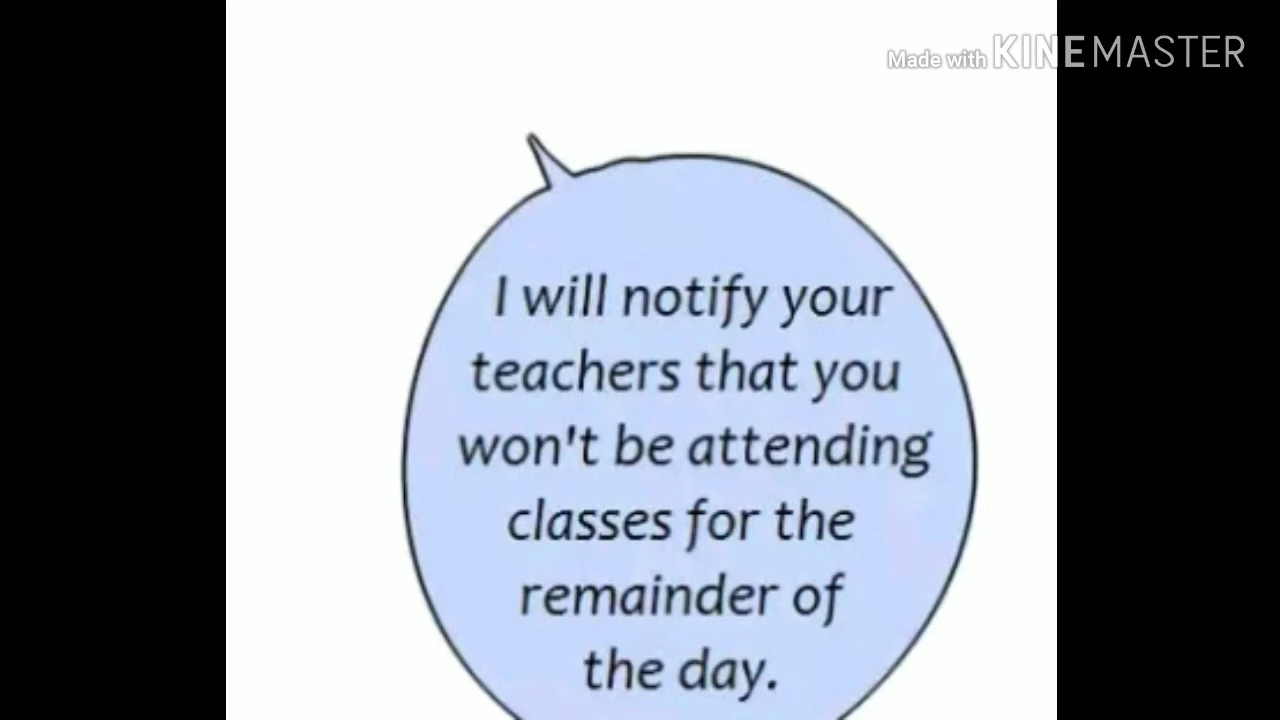 Made with KINEMASTER
I will notify your
teachers that you
won't be attending
classes for the
remainder of
the day.